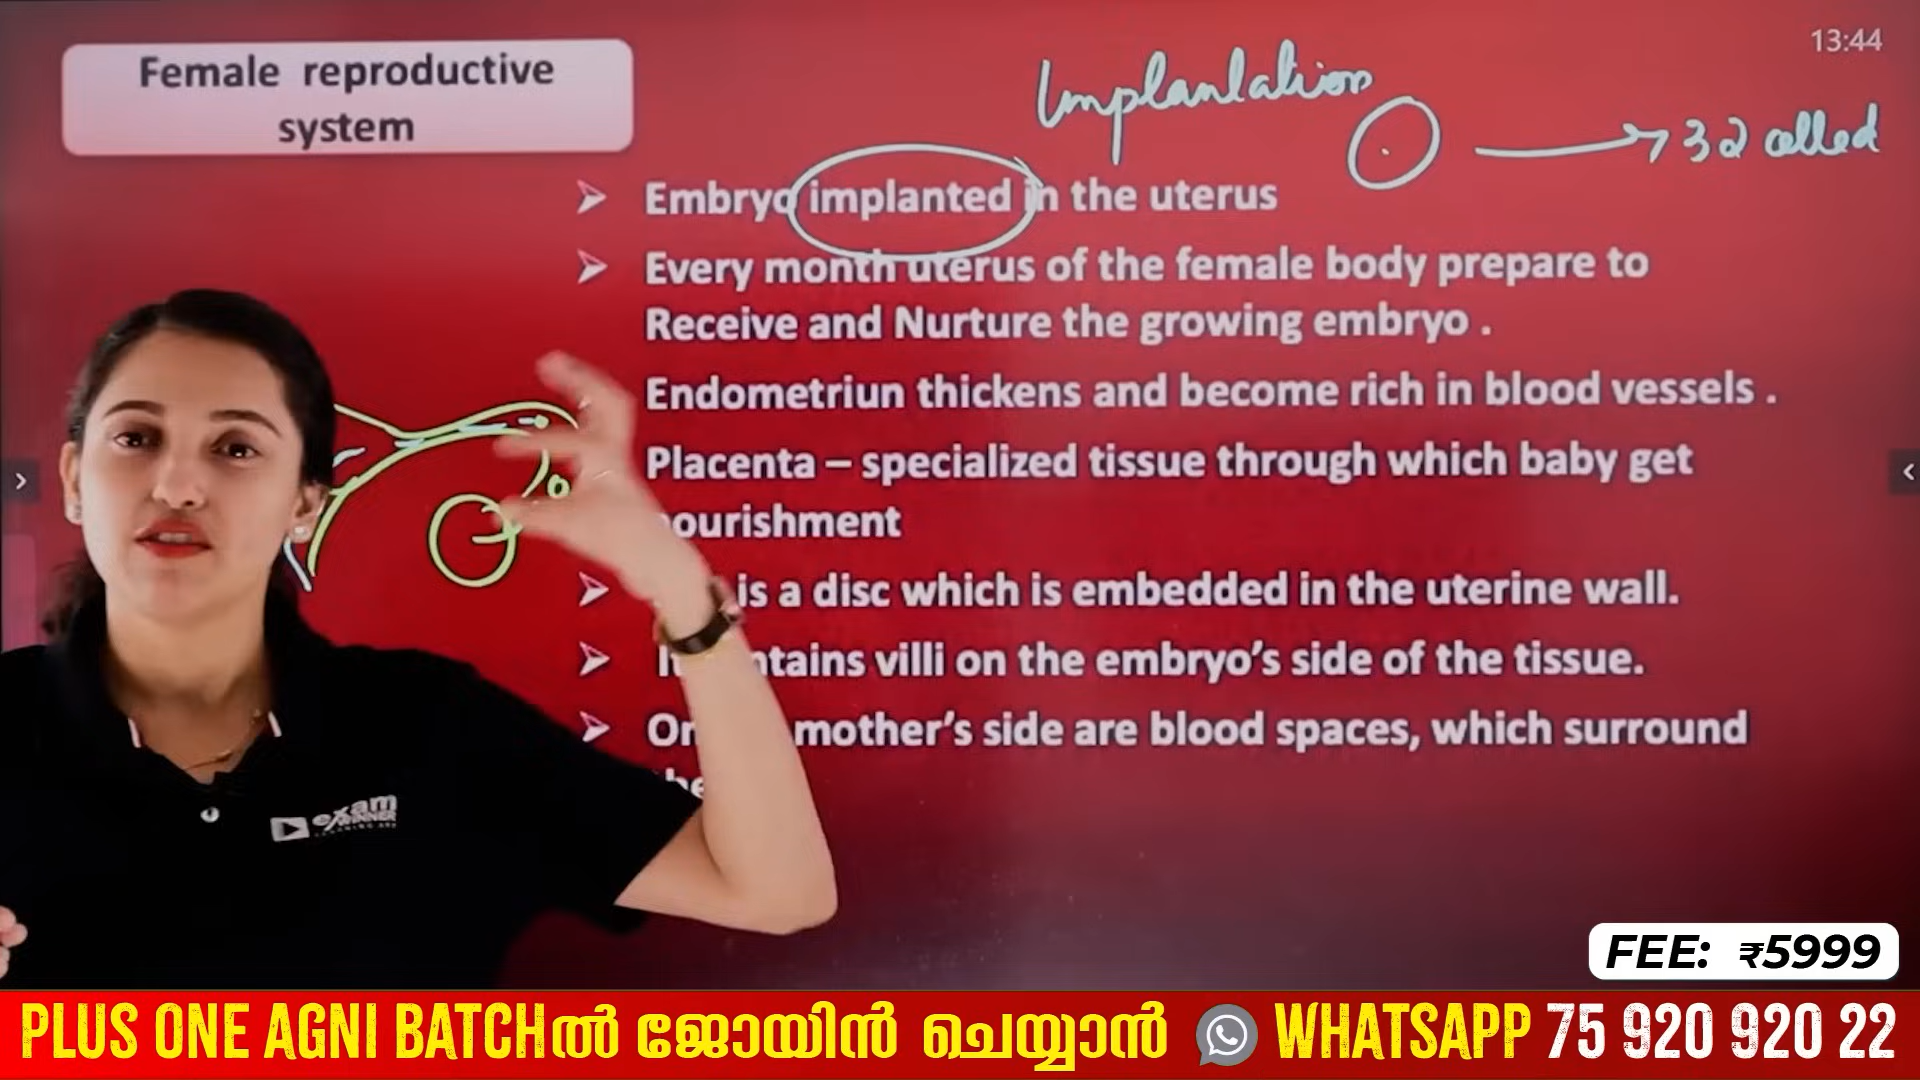 Female reproductive
system
13:44
Implantation
32 celled
Embryo implanted in the uterus
Every month uterus of the female body prepare to
Receive and Nurture the growing embryo .
Endometriun thickens and become rich in blood vessels .
Placenta – specialized tissue through which baby get
nourishment
is a disc which is embedded in the uterine wall.
villi on the embryo's side of the tissue.
mother's side are blood spaces, which surround
exam
WINNER
FEE: ₹5999
PLUS ONE AGNI BATCHൽ ജോയിൻ ചെയ്യാൻ WHATSAPP 75 920 920 22